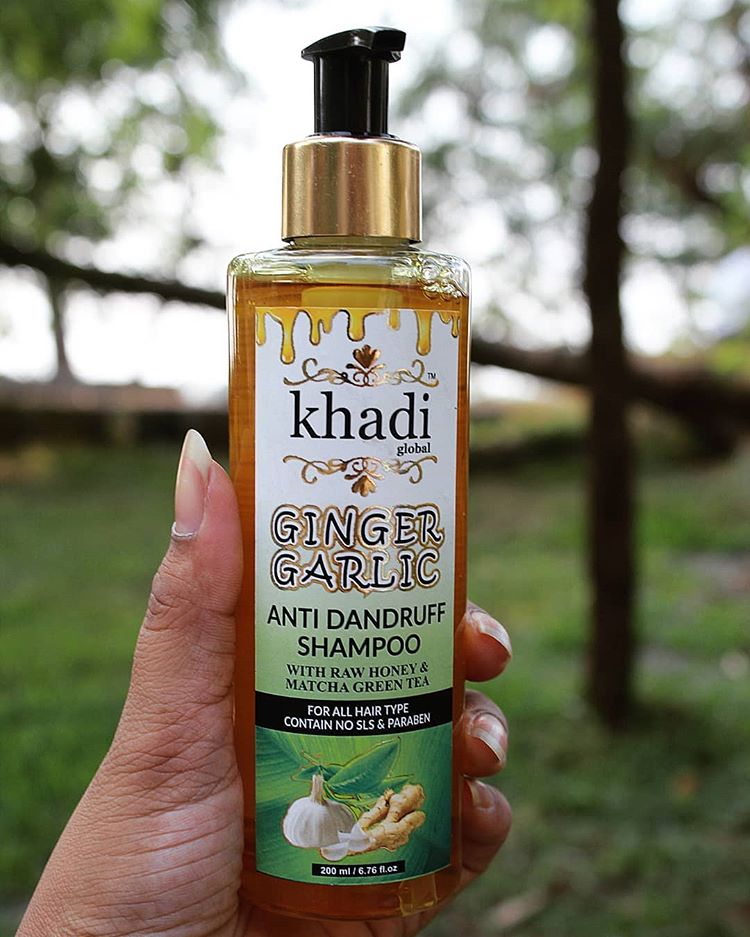 khadi
™
global
GINGER
GARLIC
ANTI DANDRUFF
SHAMPOO
WITH RAW HONEY &
MATCHA GREEN TEA
FOR ALL HAIR TYPE
CONTAIN NO SLS & PARABEN
200 ml / 6.76 fl.oz